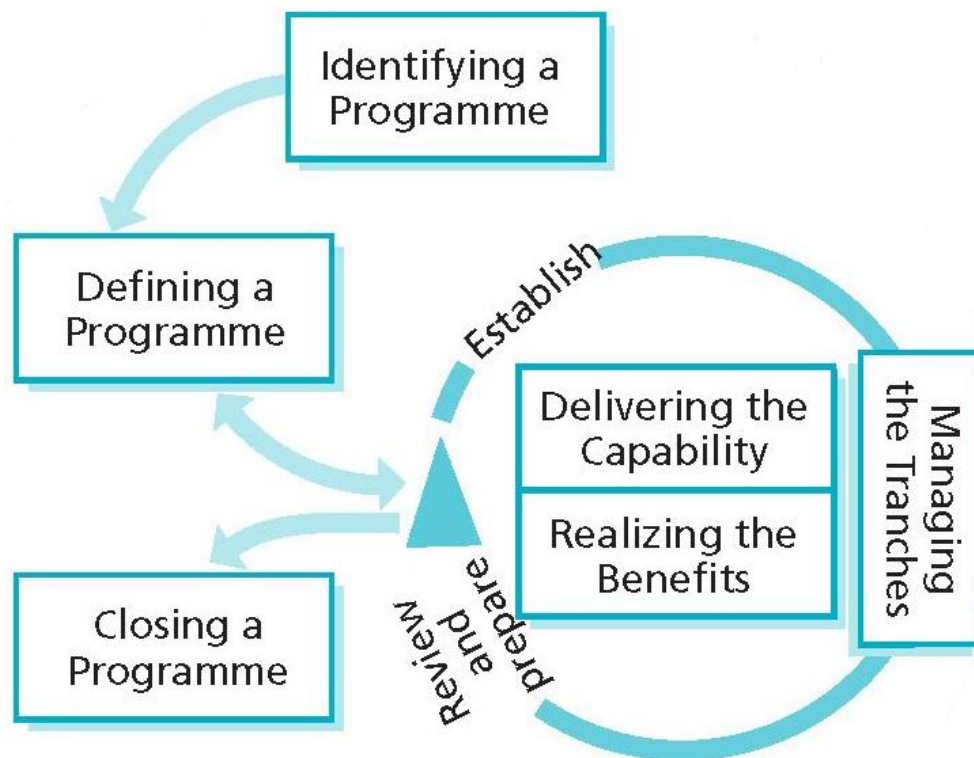 Identifying a
Programme
Defining a
Programme
Establish
Delivering the
Capability
Managing
the Tranches
Realizing the
Benefits
Review
and
prepare
Closing a
Programme